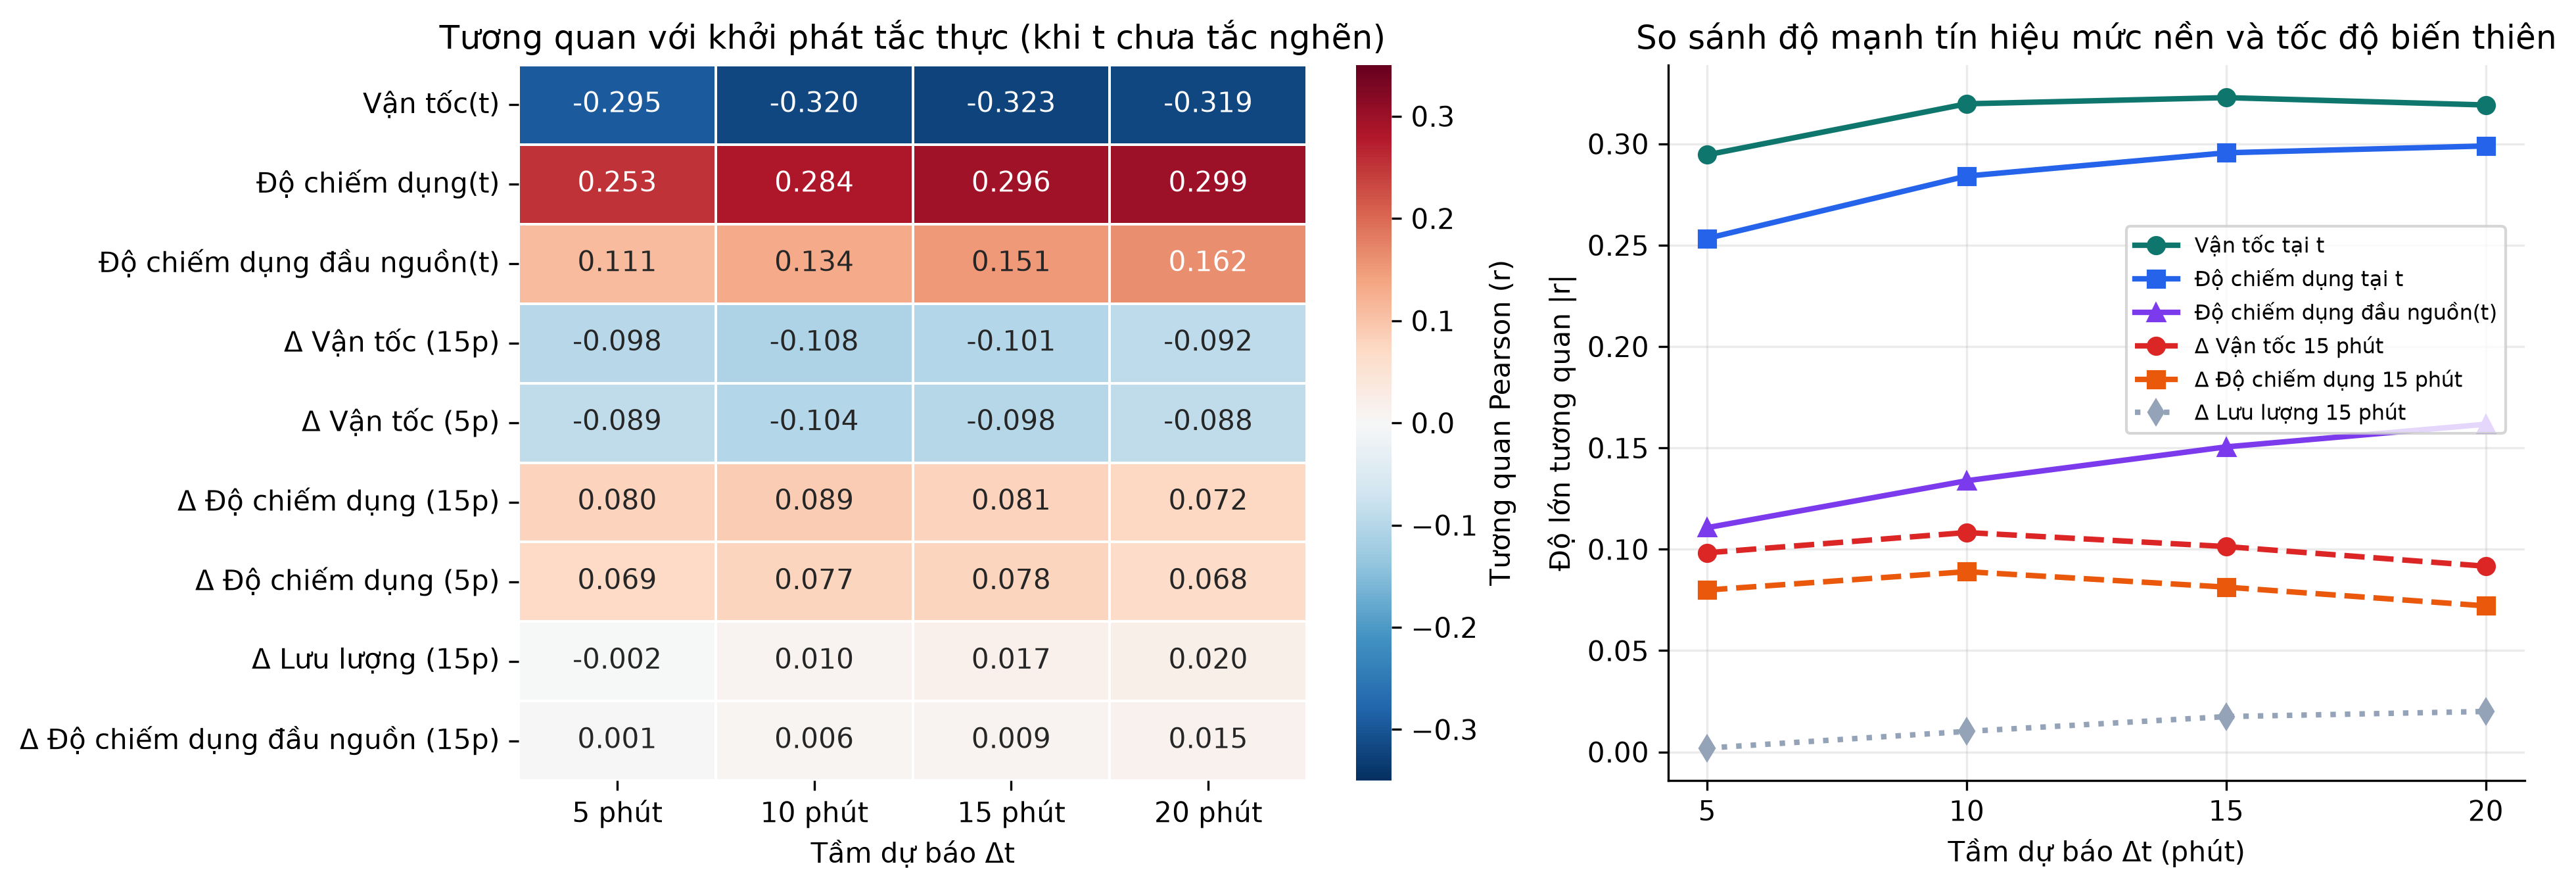 Tương quan với khởi phát tắc thực (khi t chưa tắc nghẽn)
Vận tốc(t) -0.295 -0.320 -0.323 -0.319
Độ chiếm dụng(t) 0.253 0.284 0.296 0.299
Độ chiếm dụng đầu nguồn(t) 0.111 0.134 0.151 0.162
Δ Vận tốc (15p) -0.098 -0.108 -0.101 -0.092
Δ Vận tốc (5p) -0.089 -0.104 -0.098 -0.088
Δ Độ chiếm dụng (15p) 0.080 0.089 0.081 0.072
Δ Độ chiếm dụng (5p) 0.069 0.077 0.078 0.068
Δ Lưu lượng (15p) -0.002 0.010 0.017 0.020
Δ Độ chiếm dụng đầu nguồn (15p) 0.001 0.006 0.009 0.015
5 phút 10 phút 15 phút 20 phút
Tầm dự báo Δt
0.3
0.2
0.1
0.0
−0.1
−0.2
−0.3
Tương quan Pearson (r)
So sánh độ mạnh tín hiệu mức nền và tốc độ biến thiên
Độ lớn tương quan |r|
0.30
0.25
0.20
0.15
0.10
0.05
0.00
Vận tốc tại t
Độ chiếm dụng tại t
Độ chiếm dụng đầu nguồn(t)
Δ Vận tốc 15 phút
Δ Độ chiếm dụng 15 phút
Δ Lưu lượng 15 phút
5 10 15 20
Tầm dự báo Δt (phút)